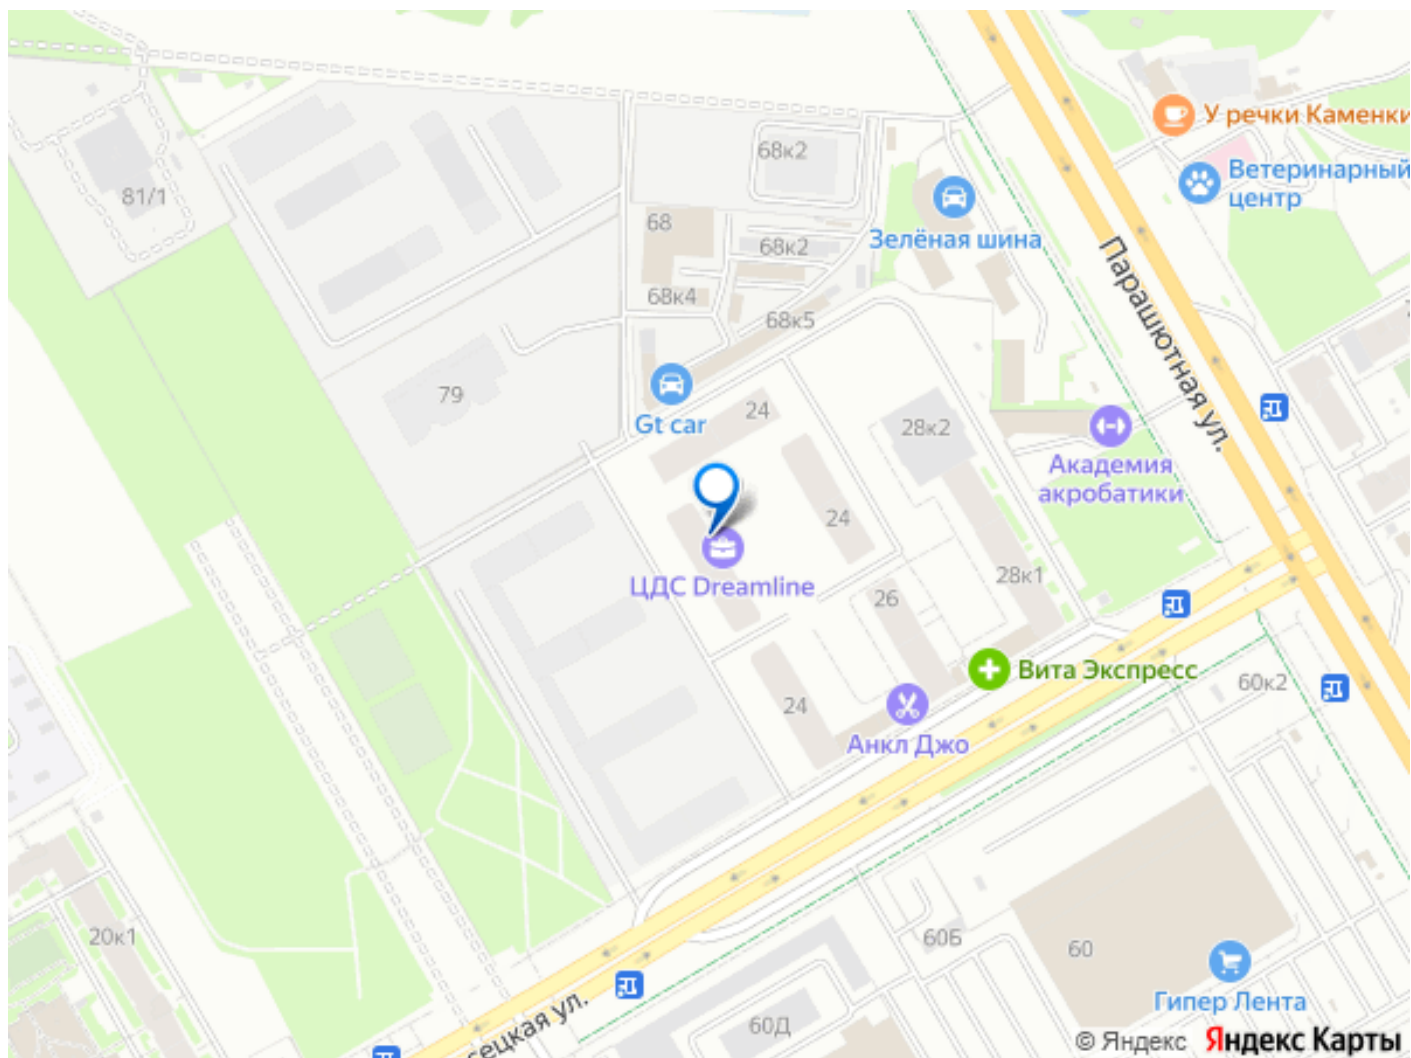 У речки Каменки
68к2
Ветеринарный
центр
81/1
68
Зелёная шина
68к2
68к4
68к5
Парашютная ул.
79
24
Gt car
28к2
Академия
акробатики
24
ЦДС Dreamline
28к1
26
Вита Экспресс
60к2
24
Анкл Джо
20к1
60Б
60
Гипер Лента
60Д
сецкая ул.
© Яндекс Яндекс Карты